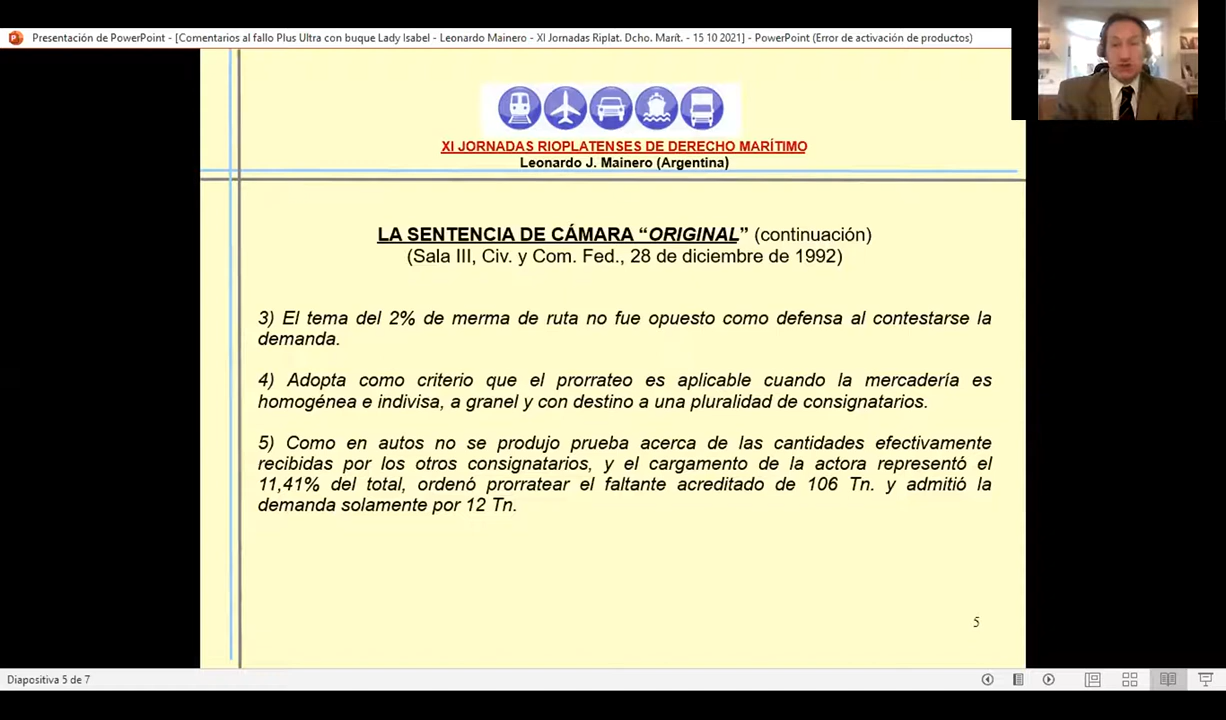 Presentación de PowerPoint - [Comentarios al fallo Plus Ultra con buque Lady Isabel - Leonardo Mainero - XI Jornadas Riplat. Dcho. Marít. - 15 10 2021] - PowerPoint (Error de activación de productos)
XI JORNADAS RIOPLATENSES DE DERECHO MARÍTIMO
Leonardo J. Mainero (Argentina)
LA SENTENCIA DE CÁMARA “ORIGINAL” (continuación)
(Sala III, Civ. y Com. Fed., 28 de diciembre de 1992)
3) El tema del 2% de merma de ruta no fue opuesto como defensa al contestarse la
demanda.
4) Adopta como criterio que el prorrateo es aplicable cuando la mercadería es
homogénea e indivisa, a granel y con destino a una pluralidad de consignatarios.
5) Como en autos no se produjo prueba acerca de las cantidades efectivamente
recibidas por los otros consignatarios, y el cargamento de la actora representó el
11,41% del total, ordenó prorratear el faltante acreditado de 106 Tn. y admitió la
demanda solamente por 12 Tn.
5
Diapositiva 5 de 7